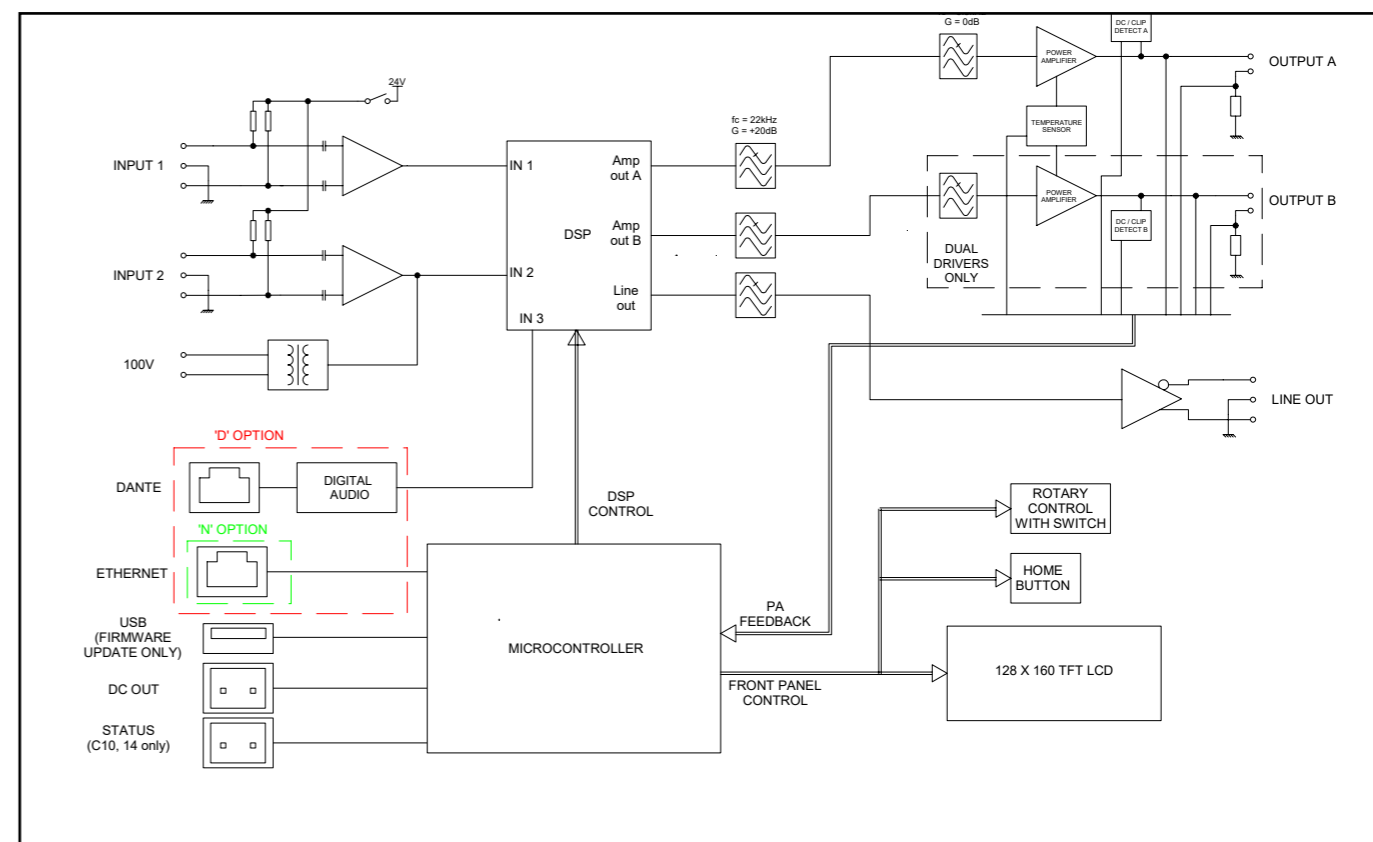 G = 0dB
DC / CLIP
DETECT A
POWER
AMPLIFIER
OUTPUT A
24V
fc = 22kHz
G = +20dB
TEMPERATURE
SENSOR
INPUT 1
IN 1
Amp
out A
POWER
AMPLIFIER
OUTPUT B
DSP
Amp
out B
DC / CLIP
DETECT B
DUAL
DRIVERS
ONLY
INPUT 2
IN 2
Line
out
IN 3
100V
LINE OUT
'D' OPTION
DANTE
DIGITAL
AUDIO
DSP
CONTROL
ROTARY
CONTROL
WITH SWITCH
'N' OPTION
ETHERNET
HOME
BUTTON
PA
FEEDBACK
USB
(FIRMWARE
UPDATE ONLY)
MICROCONTROLLER
128 X 160 TFT LCD
DC OUT
FRONT PANEL
CONTROL
STATUS
(C10, 14 only)